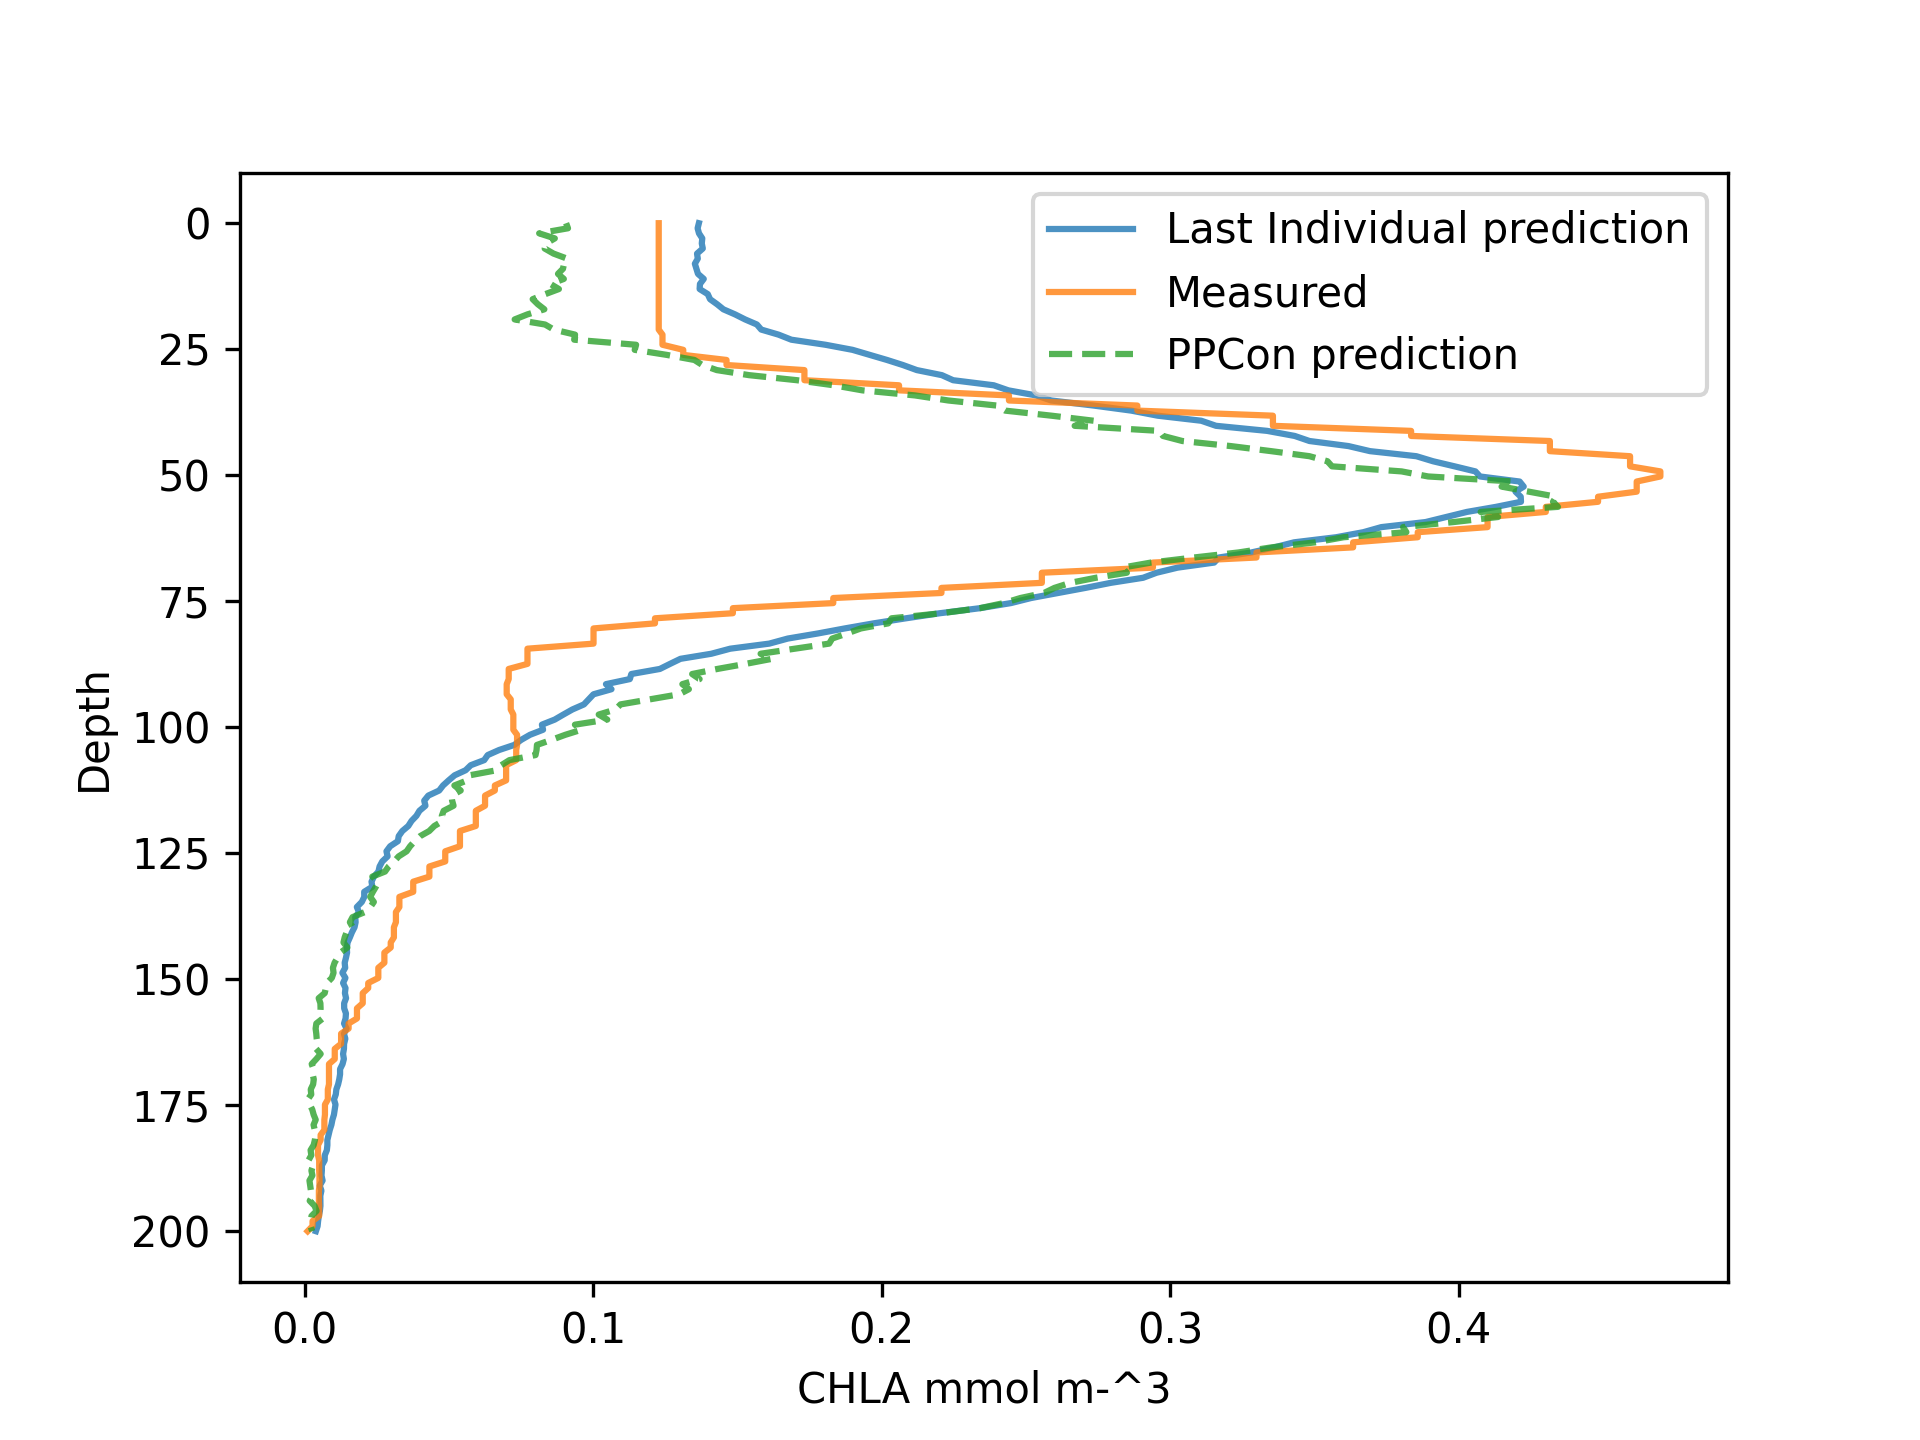 Last Individual prediction
Measured
PPCon prediction
0
25
50
75
100
125
150
175
200
Depth
0.0 0.1 0.2 0.3 0.4
CHLA mmol m-^3